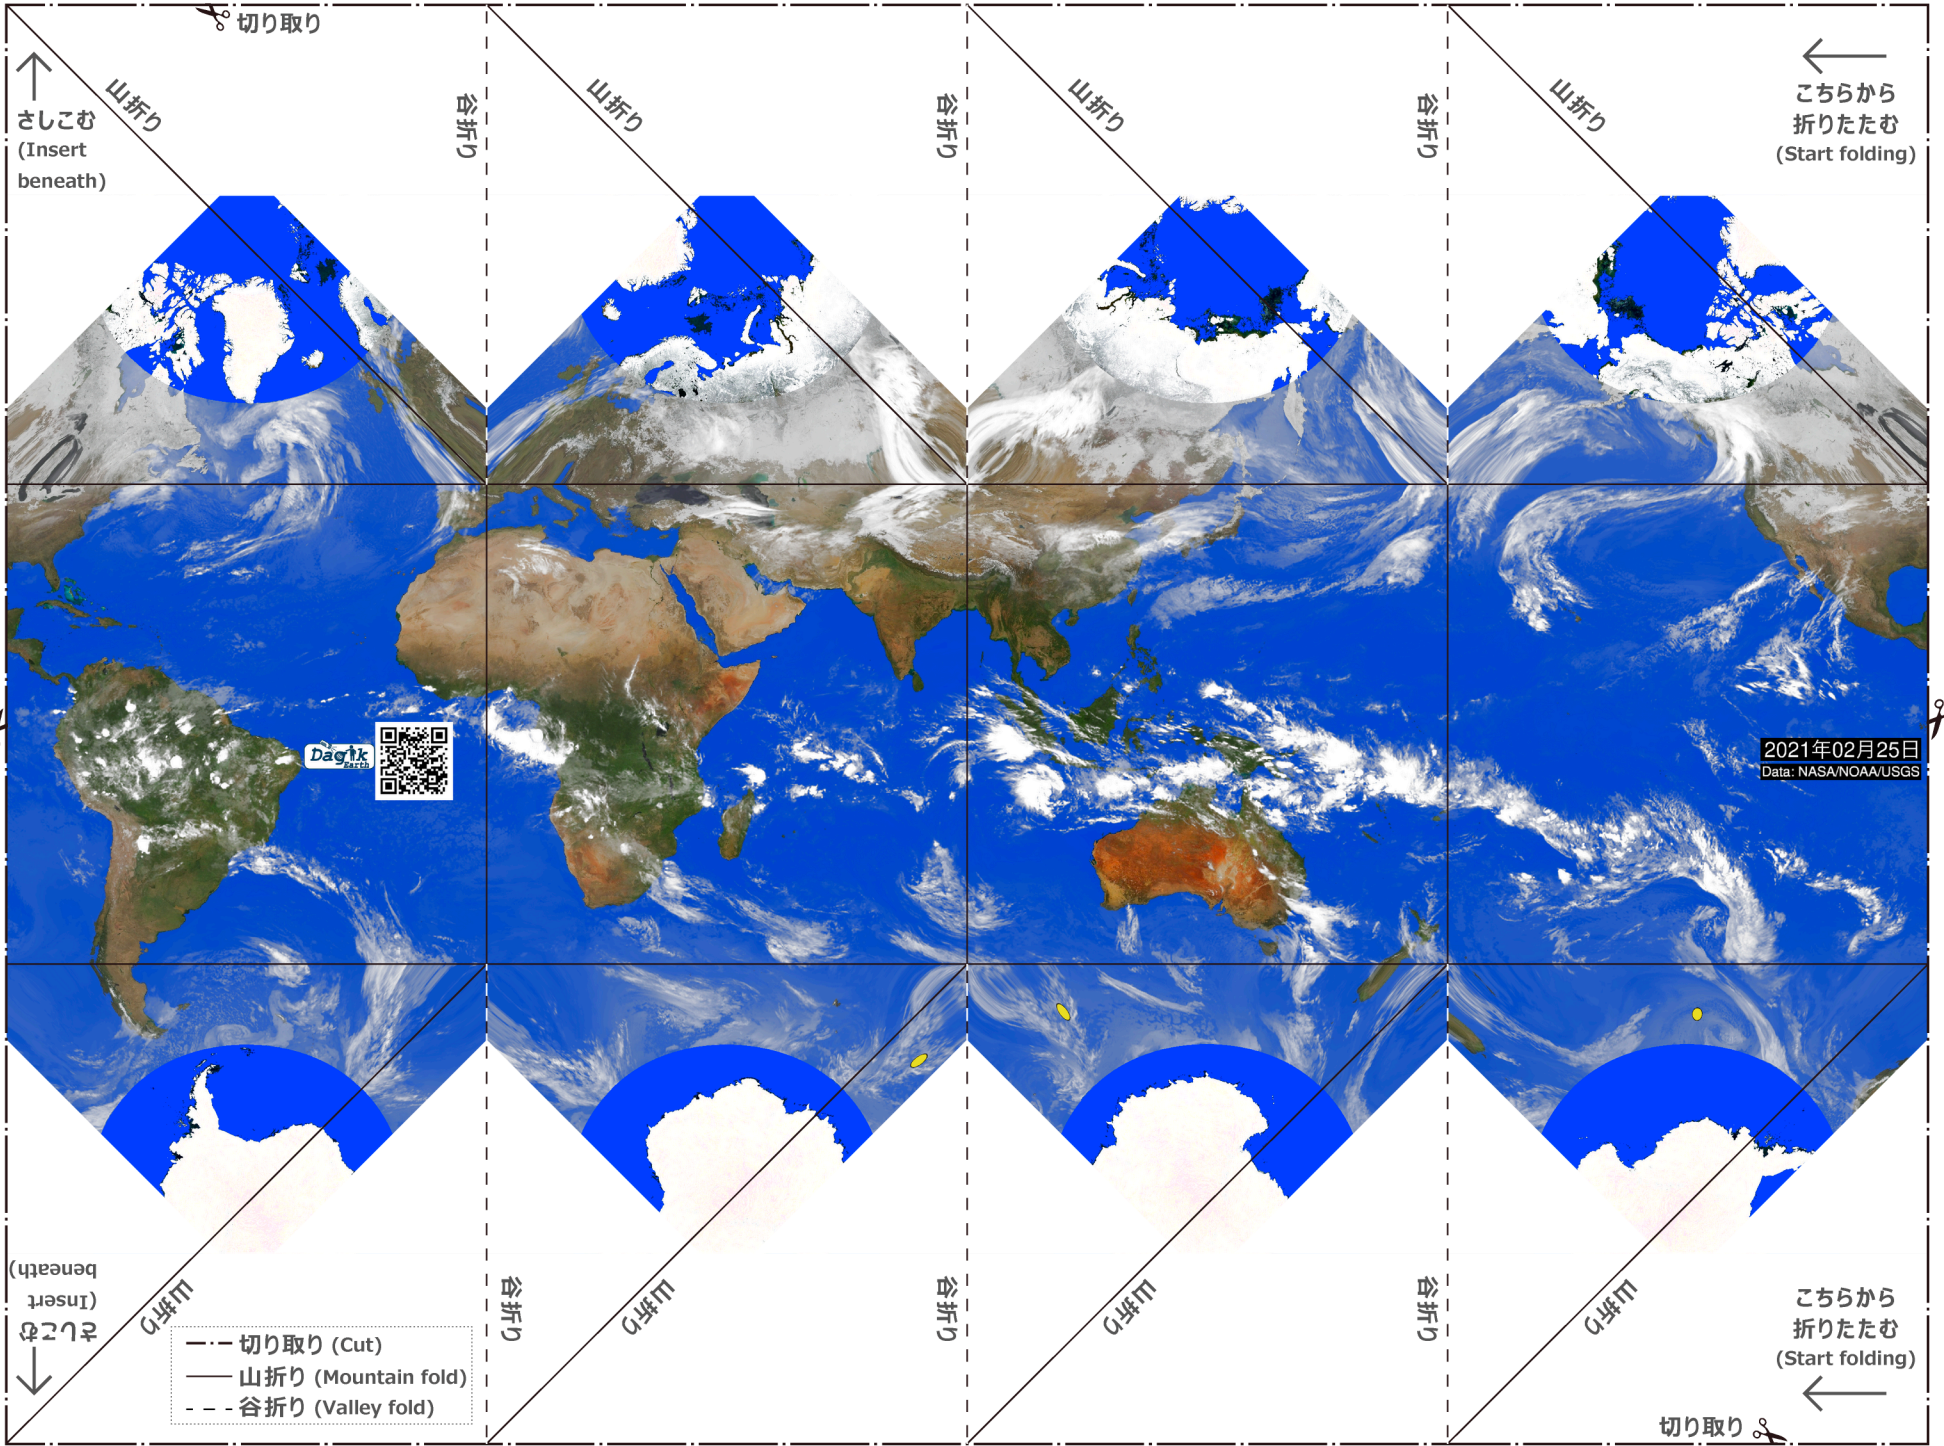 切り取り
山折り
谷折り
山折り
谷折り
山折り
谷折り
山折り
さしこむ
(Insert
beneath)
こちらから
折りたたむ
(Start folding)
Dagik
Earth
2021年02月25日
Data: NASA/NOAA/USGS
さしこむ
(Insert
beneath)
山折り
谷折り
山折り
谷折り
山折り
谷折り
山折り
切り取り (Cut)
山折り (Mountain fold)
谷折り (Valley fold)
こちらから
折りたたむ
(Start folding)
切り取り